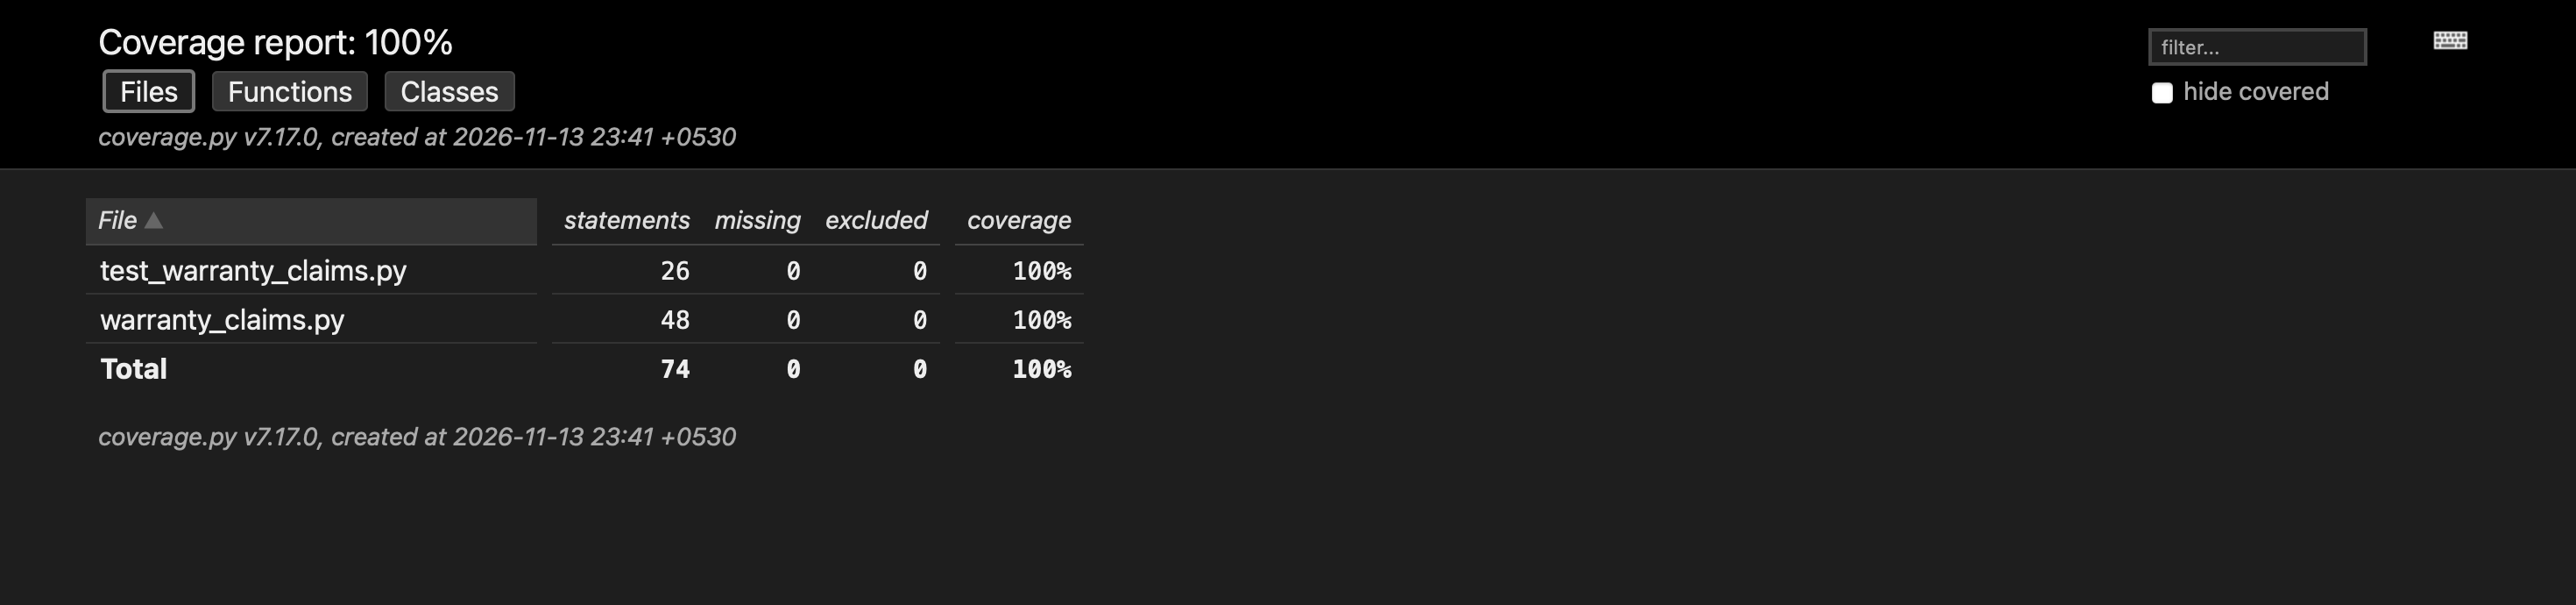 Coverage report: 100%
filter...
Files Functions Classes
hide covered
coverage.py v7.17.0, created at 2026-11-13 23:41 +0530
File ▲ statements missing excluded coverage
test_warranty_claims.py 26 0 0 100%
warranty_claims.py 48 0 0 100%
Total 74 0 0 100%
coverage.py v7.17.0, created at 2026-11-13 23:41 +0530